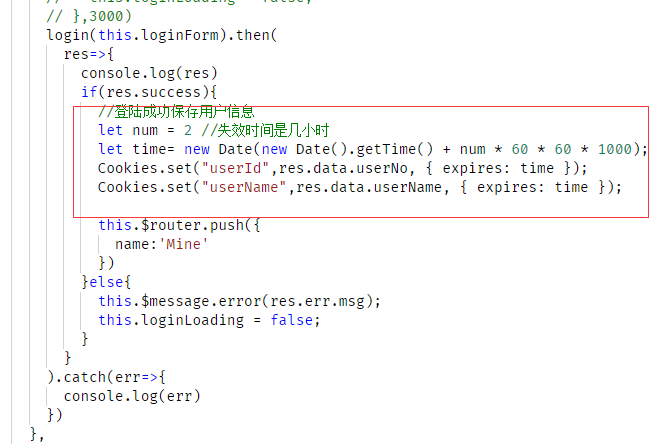 // this.loginLoading = false;
// },3000)
login(this.loginForm).then(
res=>{
console.log(res)
if(res.success){
//登陆成功保存用户信息
let num = 2 //失效时间是几小时
let time= new Date(new Date().getTime() + num * 60 * 60 * 1000);
Cookies.set("userId",res.data.userNo, { expires: time });
Cookies.set("userName",res.data.userName, { expires: time });
this.$router.push({
name:'Mine'
})
}else{
this.$message.error(res.err.msg);
this.loginLoading = false;
}
}
).catch(err=>{
console.log(err)
})
},